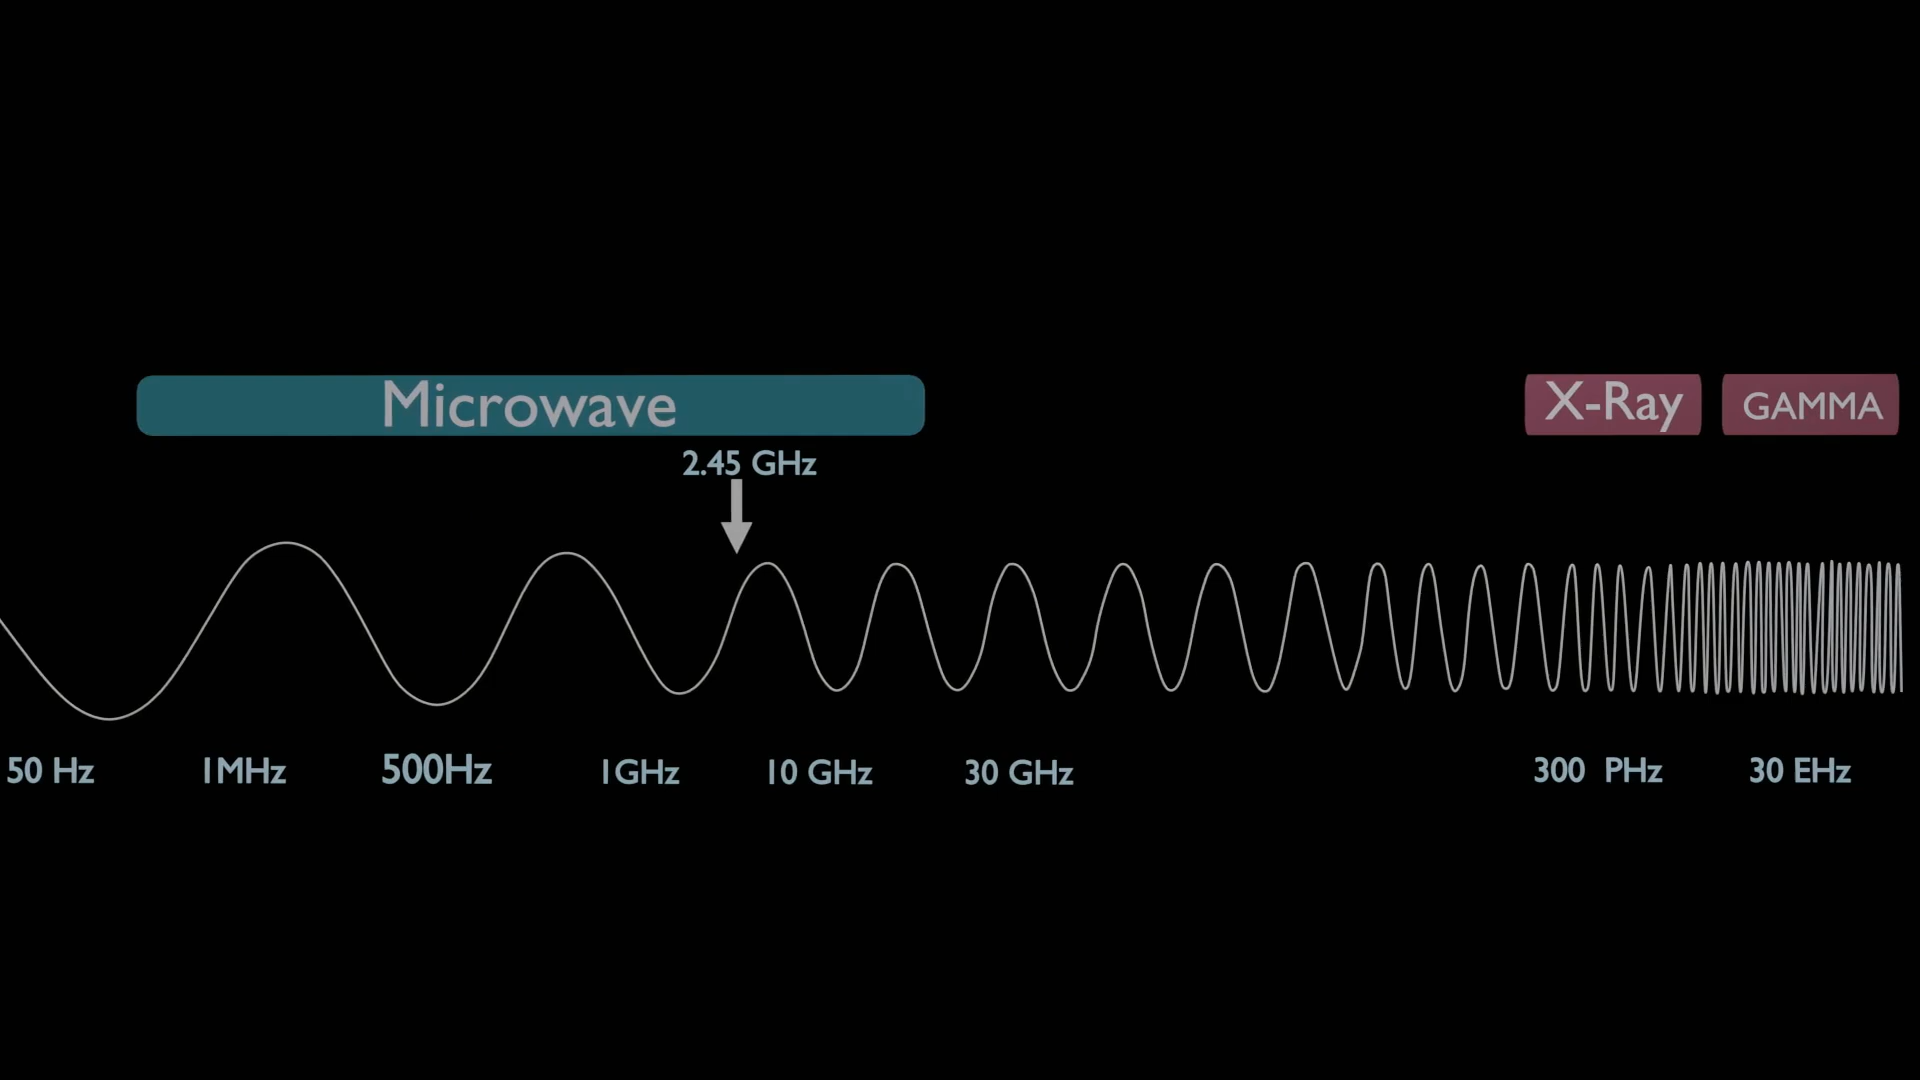 Microwave
X-Ray
GAMMA
2.45 GHz
50 Hz
1MHz
500Hz
1GHz
10 GHz
30 GHz
300 PHz
30 EHz